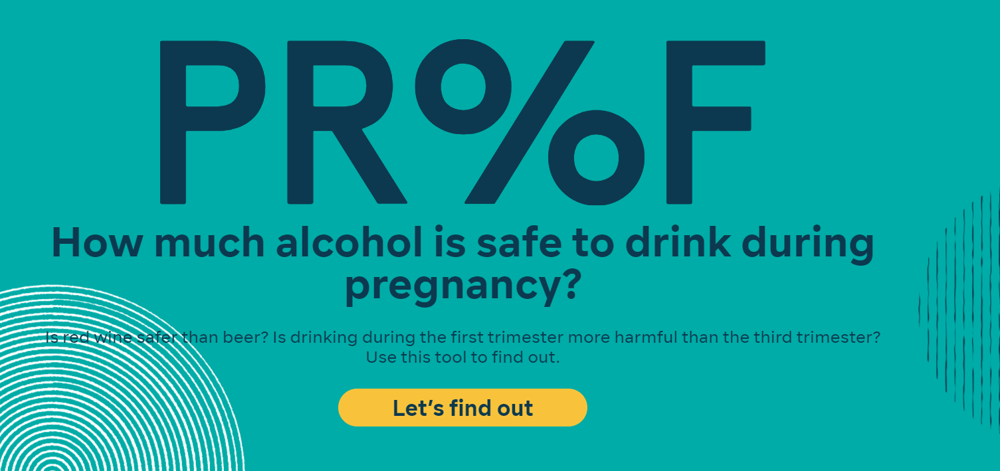 PR%F
How much alcohol is safe to drink during
pregnancy?
Is red wine safer than beer? Is drinking during the first trimester more harmful than the third trimester?
Use this tool to find out.
Let’s find out